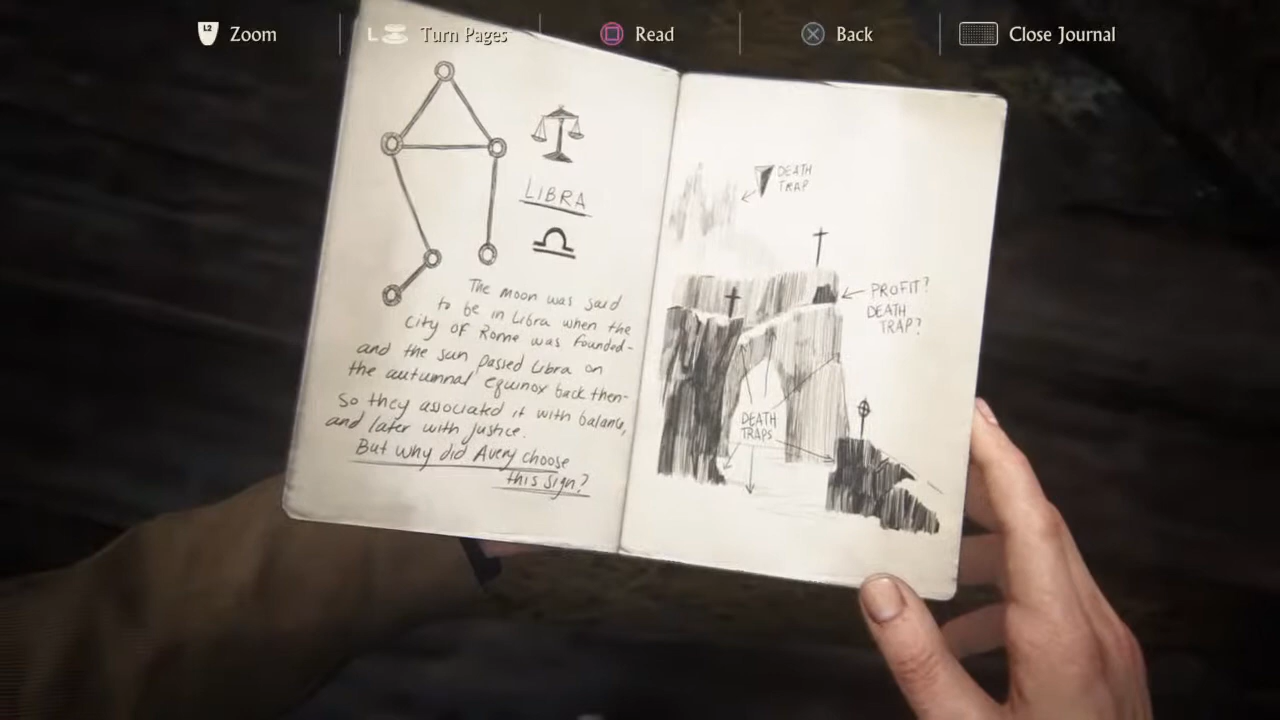 L2 Zoom
L Turn Pages
Read
Back
Close Journal
LIBRA
The moon was said
to be in Libra when the
City of Rome was founded-
and the sun passed Libra on
the autumnal equinox back then-
So they associated it with balance,
and later with justice.
But why did Avery choose
this sign?
DEATH
TRAP
PROFIT?
DEATH
TRAP?
DEATH
TRAPS